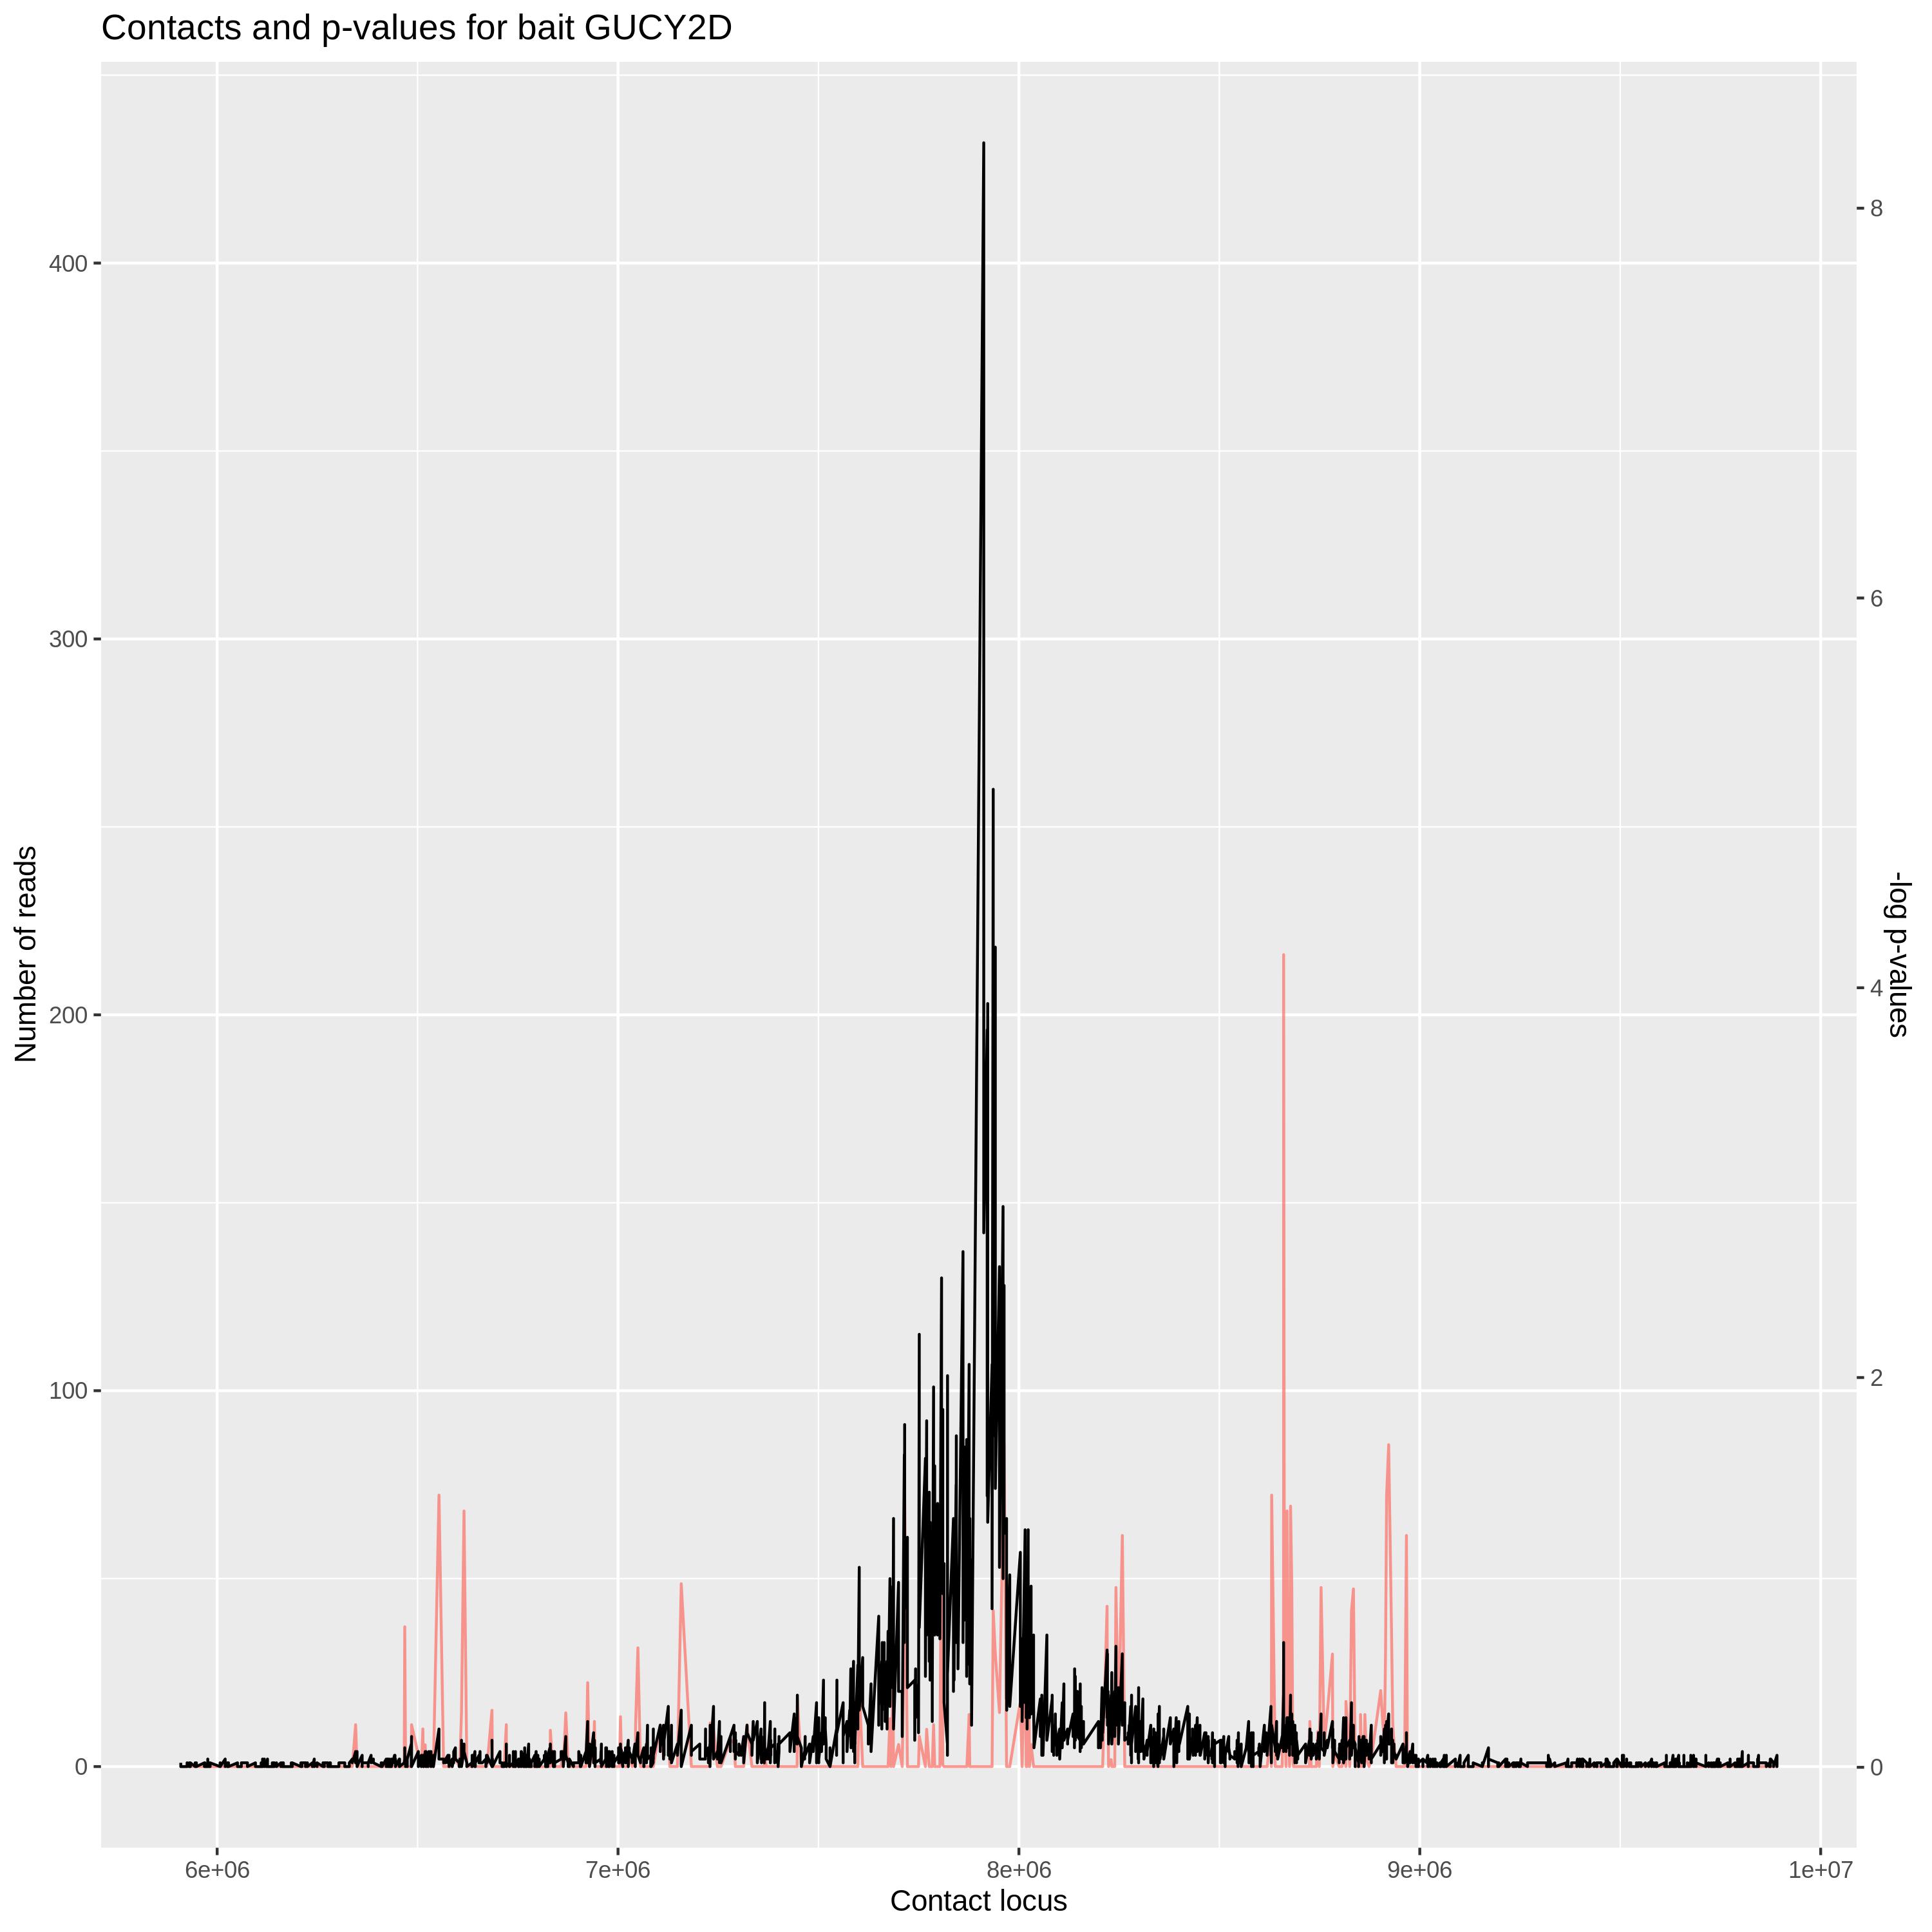 Contacts and p-values for bait GUCY2D
400
300
200
100
0
Number of reads
8
6
4
2
0
-log p-values
6e+06
7e+06
8e+06
9e+06
1e+07
Contact locus